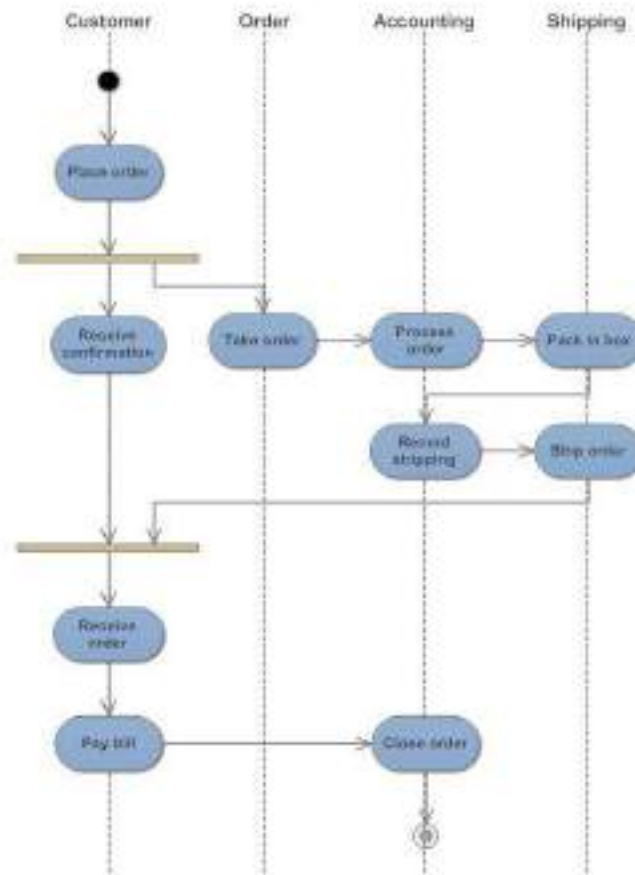 Customer
Order
Accounting
Shipping
Place order
Receive
confirmation
Take order
Process
order
Pack in box
Record
shipping
Ship order
Receive
order
Pay bill
Close order